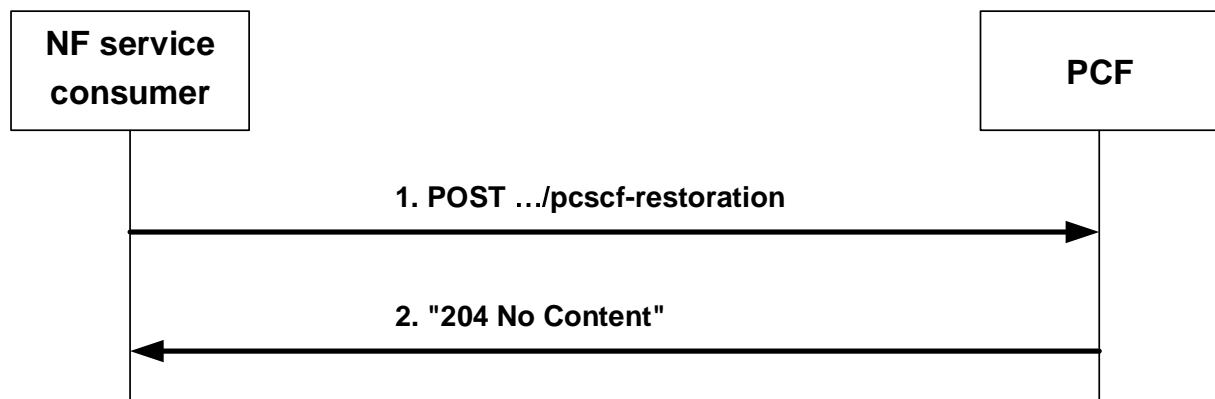 NF service
consumer
PCF
1. POST …/pcscf-restoration
2. "204 No Content"